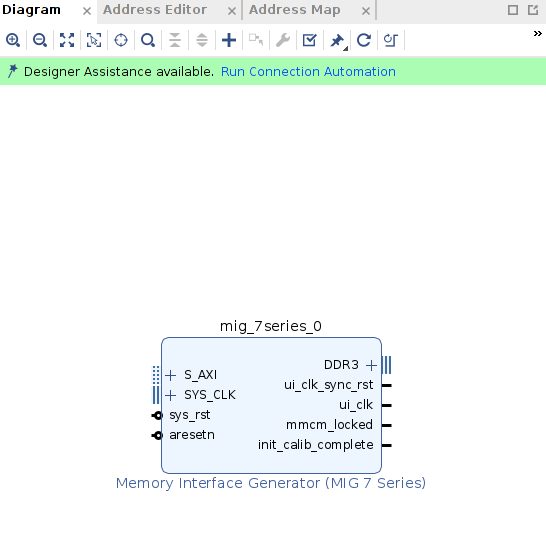 Diagram
Address Editor
Address Map
Designer Assistance available. Run Connection Automation
mig_7series_0
S_AXI
SYS_CLK
sys_rst
aresetn
DDR3
ui_clk_sync_rst
ui_clk
mmcm_locked
init_calib_complete
Memory Interface Generator (MIG 7 Series)